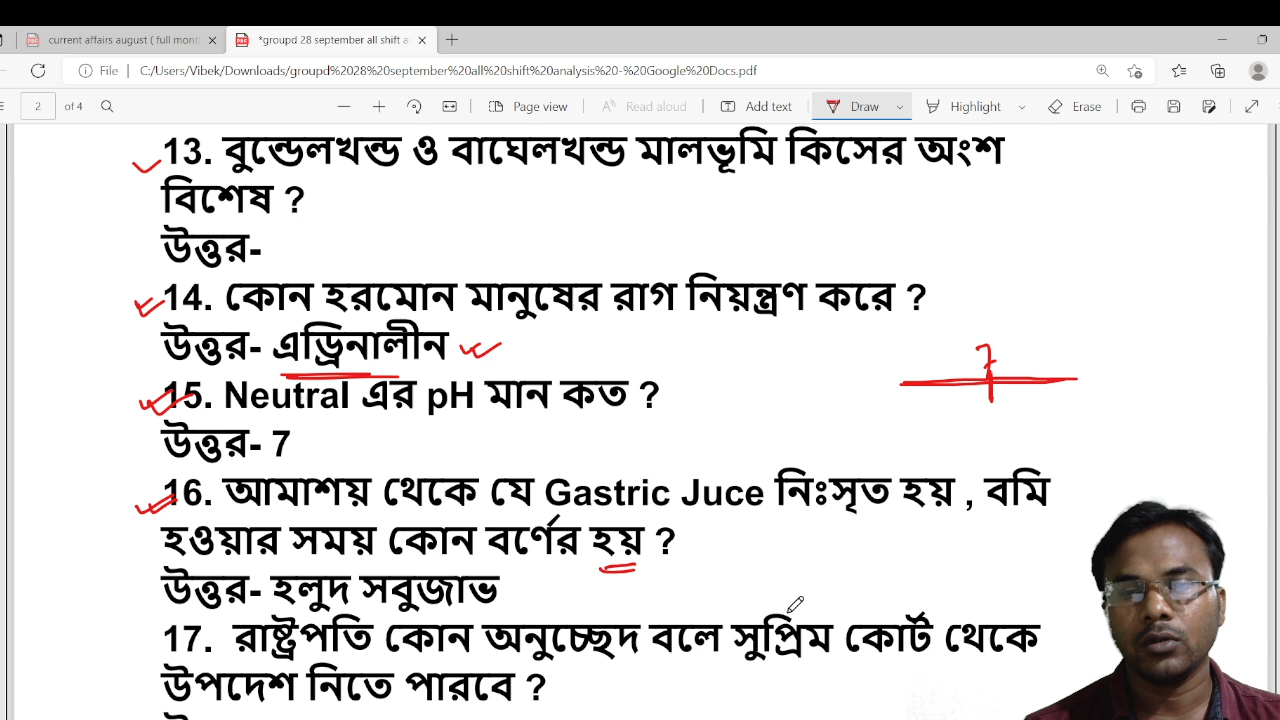 current affairs august ( full mont
*groupd 28 september all shift a
File
C:/Users/Vibek/Downloads/groupd%2028%20september%20all%20shift%20analysis%20-%20Google%20Docs.pdf
2 of 4
Page view
Read aloud
Add text
Draw
Highlight
Erase
13. বুন্ডেলখন্ড ও বাঘেলখন্ড মালভূমি কিসের অংশ
বিশেষ ?
উত্তর-
14. কোন হরমোন মানুষের রাগ নিয়ন্ত্রণ করে ?
উত্তর- এড্রিনালীন
7
15. Neutral এর pH মান কত ?
উত্তর- 7
16. আমাশয় থেকে যে Gastric Juce নিঃসৃত হয় , বমি
হওয়ার সময় কোন বর্ণের হয় ?
উত্তর- হলুদ সবুজাভ
17. রাষ্ট্রপতি কোন অনুচ্ছেদ বলে সুপ্রিম কোর্ট থেকে
উপদেশ নিতে পারবে ?